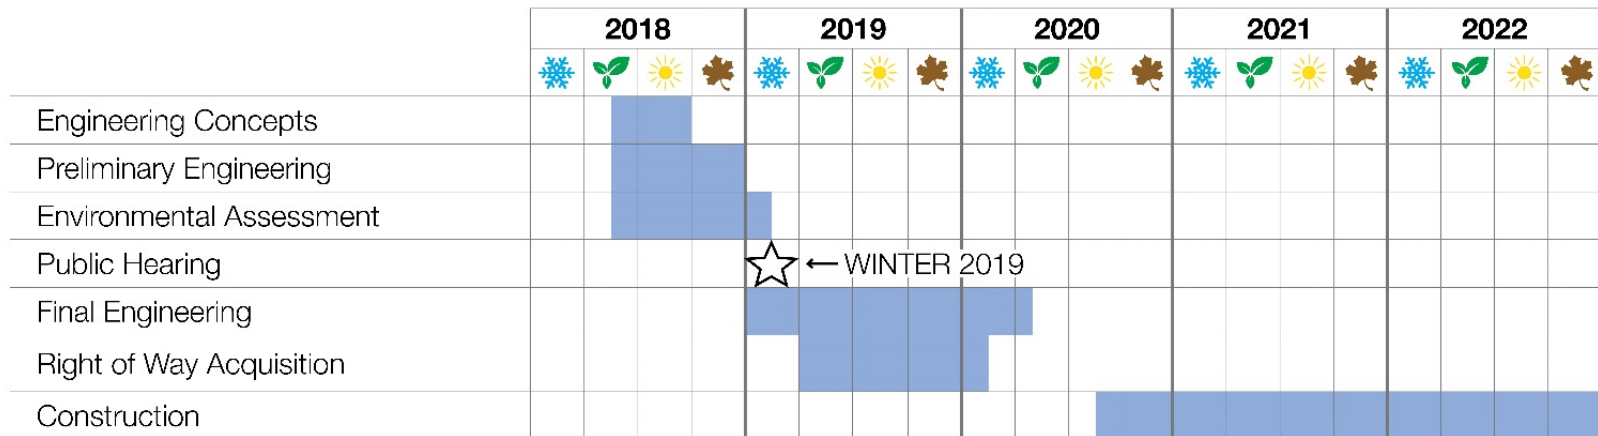 2018 2019 2020 2021 2022
Engineering Concepts
Preliminary Engineering
Environmental Assessment
Public Hearing ← WINTER 2019
Final Engineering
Right of Way Acquisition
Construction